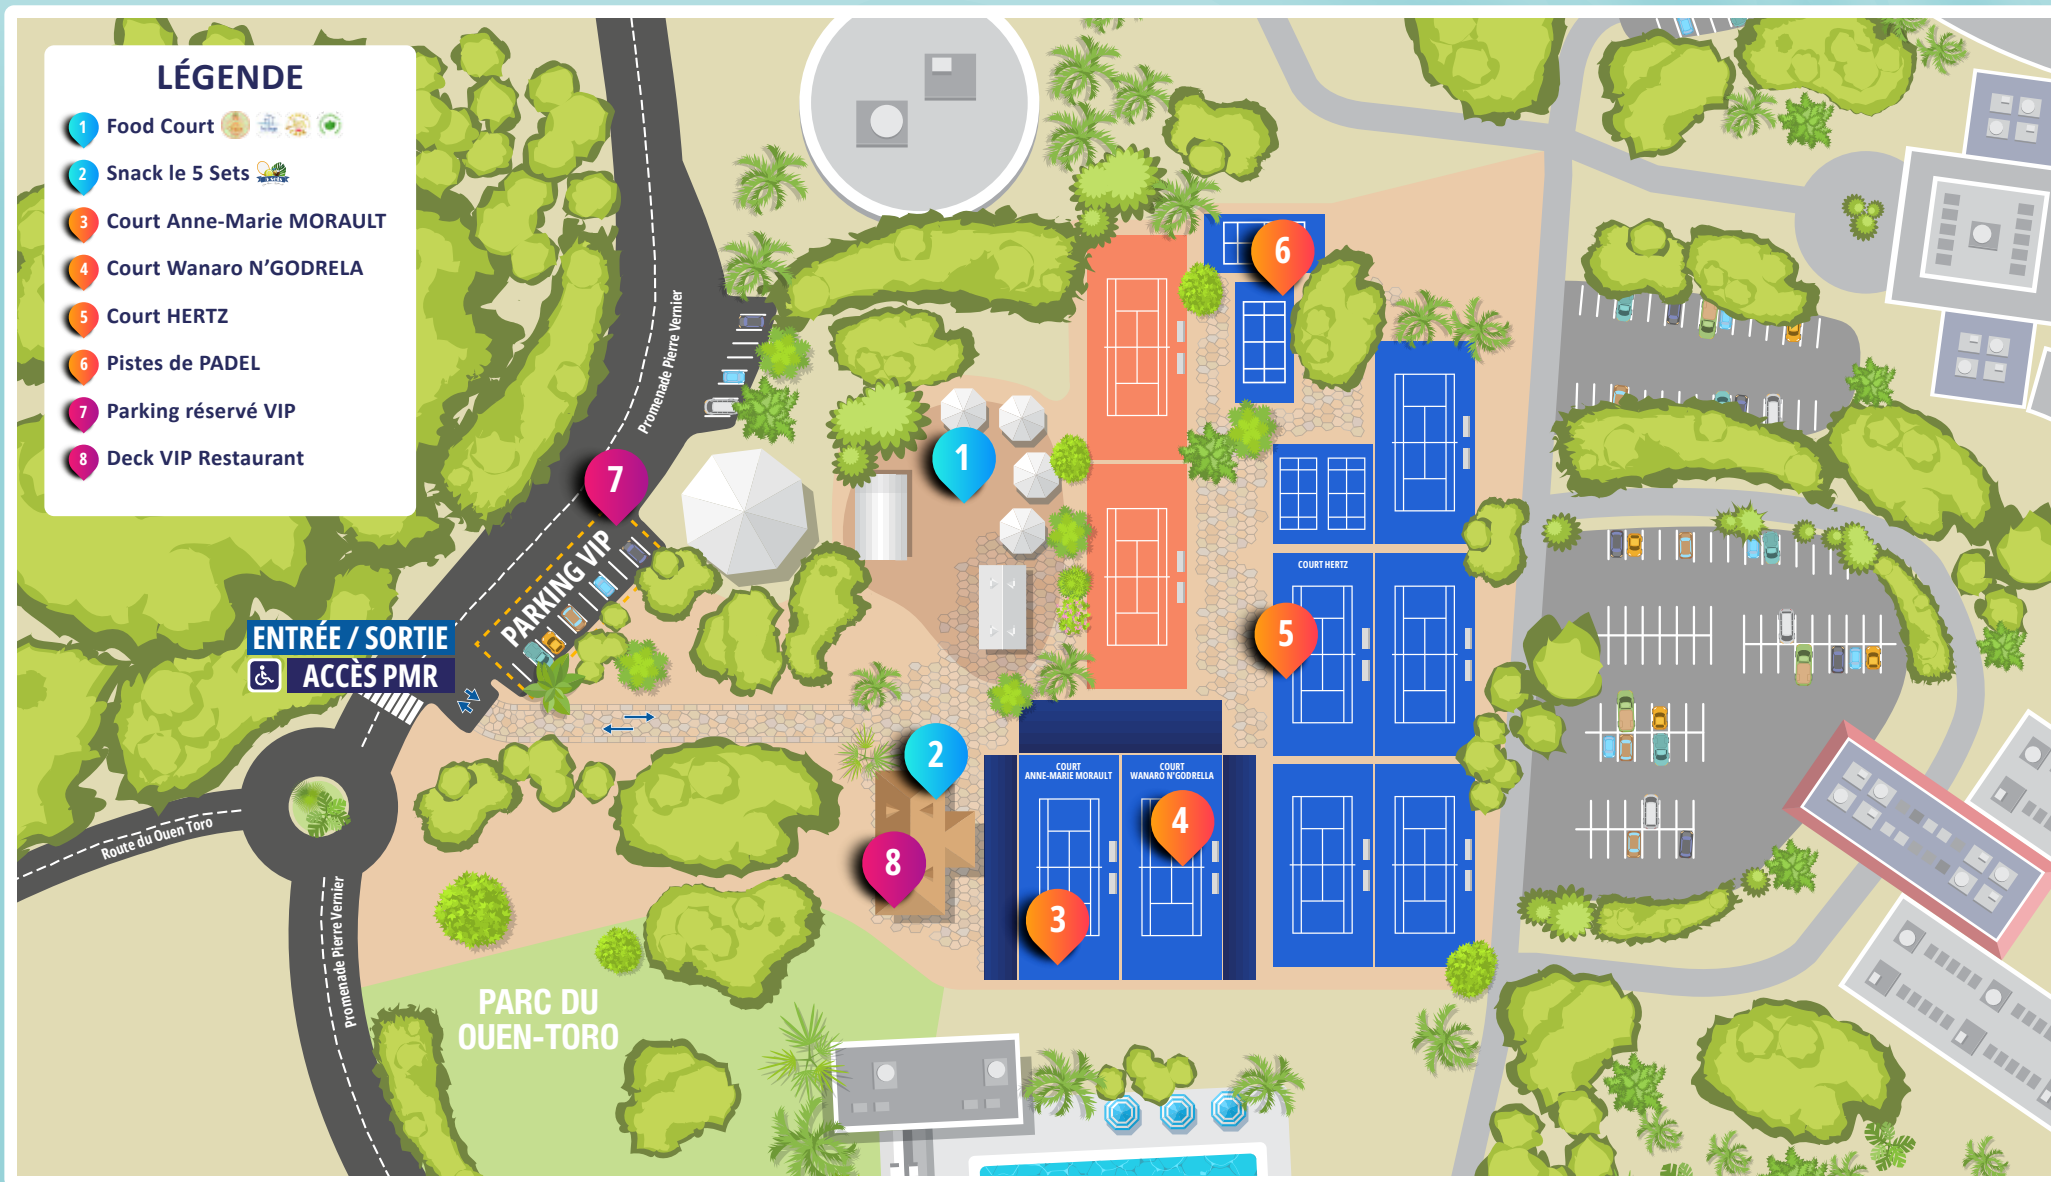 LÉGENDE
1 Food Court
2 Snack le 5 Sets
3 Court Anne-Marie MORAULT
4 Court Wanaro N'GODRELA
5 Court HERTZ
6 Pistes de PADEL
7 Parking réservé VIP
8 Deck VIP Restaurant
Promenade Pierre Vernier
6
1
7
PARKING VIP
COURT HERTZ
5
ENTRÉE / SORTIE
ACCÈS PMR
2
COURT
ANNE-MARIE MORAULT
COURT
WANARO N'GODRELA
4
Route du Ouen Toro
8
3
Promenade Pierre Vernier
PARC DU
OUEN-TORO